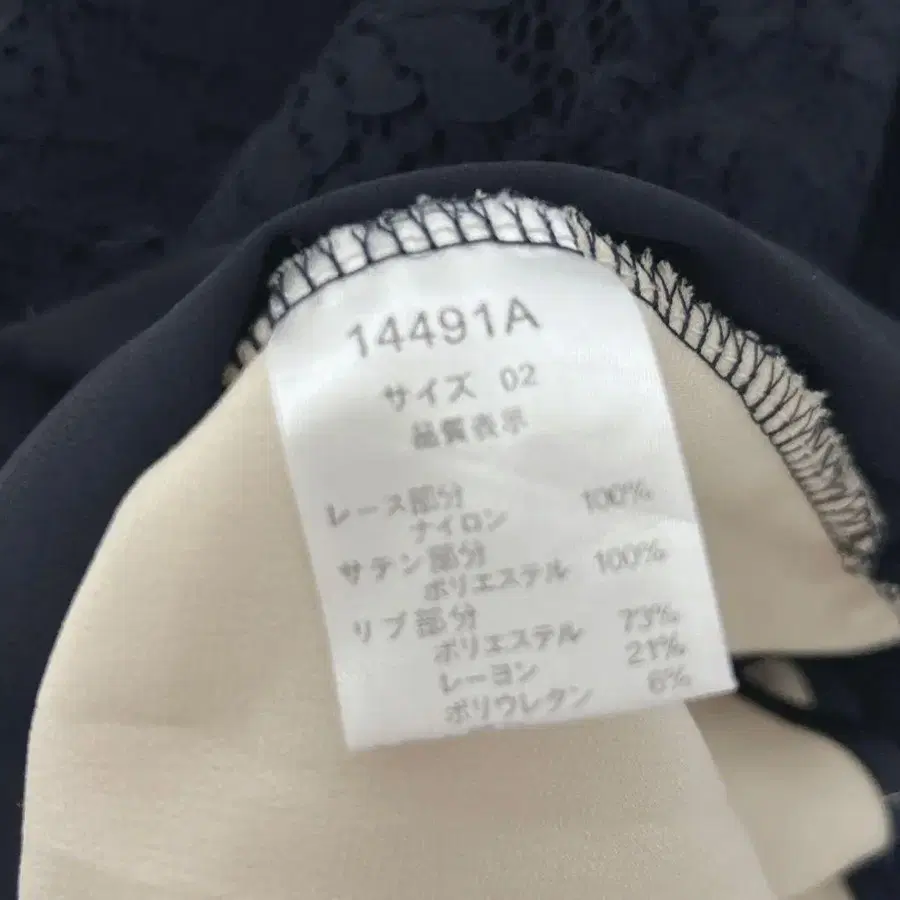 14491A
サイズ 02
品質表示
レース部分
ナイロン 100%
サテン部分
ポリエステル 100%
リブ部分
ポリエステル 73%
レーヨン 21%
ポリウレタン 6%